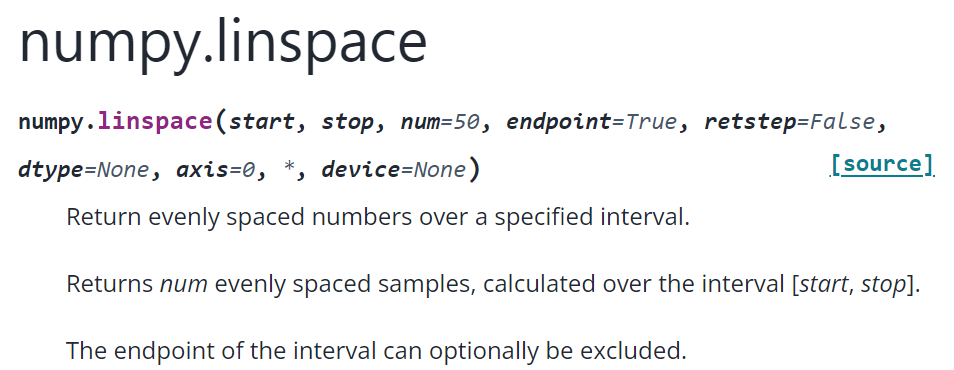 numpy.linspace
numpy.linspace(start, stop, num=50, endpoint=True, retstep=False,
dtype=None, axis=0, *, device=None)
[source]
Return evenly spaced numbers over a specified interval.
Returns num evenly spaced samples, calculated over the interval [start, stop].
The endpoint of the interval can optionally be excluded.